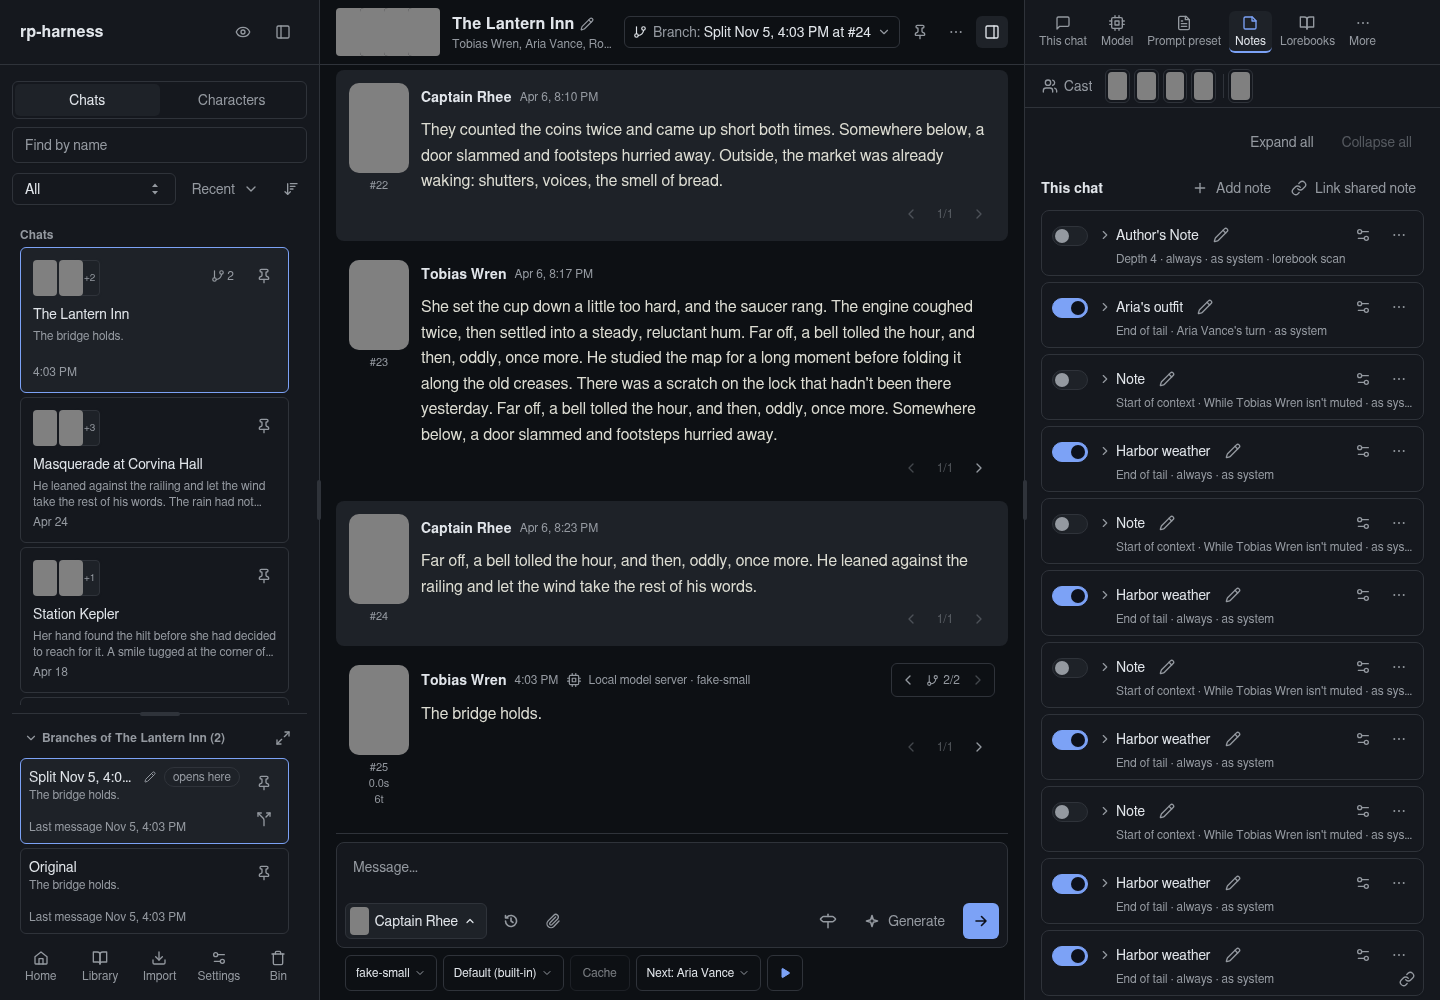 rp-harness
Chats
Characters
Find by name
All
Recent
Chats
+2
2
The Lantern Inn
The bridge holds.
4:03 PM
+3
Masquerade at Corvina Hall
He leaned against the railing and let the wind
take the rest of his words. The rain had not…
Apr 24
+1
Station Kepler
Her hand found the hilt before she had decided
to reach for it. A smile tugged at the corner of…
Apr 18
Branches of The Lantern Inn (2)
Split Nov 5, 4:0…
opens here
The bridge holds.
Last message Nov 5, 4:03 PM
Original
The bridge holds.
Last message Nov 5, 4:03 PM
Home
Library
Import
Settings
Bin
The Lantern Inn
Tobias Wren, Aria Vance, Ro…
Branch: Split Nov 5, 4:03 PM at #24
Captain Rhee Apr 6, 8:10 PM
They counted the coins twice and came up short both times. Somewhere below, a
door slammed and footsteps hurried away. Outside, the market was already
waking: shutters, voices, the smell of bread.
#22
1/1
Tobias Wren Apr 6, 8:17 PM
She set the cup down a little too hard, and the saucer rang. The engine coughed
twice, then settled into a steady, reluctant hum. Far off, a bell tolled the hour, and
then, oddly, once more. He studied the map for a long moment before folding it
along the old creases. There was a scratch on the lock that hadn't been there
yesterday. Far off, a bell tolled the hour, and then, oddly, once more. Somewhere
below, a door slammed and footsteps hurried away.
#23
1/1
Captain Rhee Apr 6, 8:23 PM
Far off, a bell tolled the hour, and then, oddly, once more. He leaned against the
railing and let the wind take the rest of his words.
#24
1/1
Tobias Wren 4:03 PM Local model server · fake-small
2/2
The bridge holds.
1/1
#25
0.0s
6t
Message…
Captain Rhee
Generate
fake-small
Default (built-in)
Cache
Next: Aria Vance
This chat
Model
Prompt preset
Notes
Lorebooks
More
Cast
Expand all
Collapse all
This chat
Add note
Link shared note
Author's Note
Depth 4 · always · as system · lorebook scan
Aria's outfit
End of tail · Aria Vance's turn · as system
Note
Start of context · While Tobias Wren isn't muted · as sys…
Harbor weather
End of tail · always · as system
Note
Start of context · While Tobias Wren isn't muted · as sys…
Harbor weather
End of tail · always · as system
Note
Start of context · While Tobias Wren isn't muted · as sys…
Harbor weather
End of tail · always · as system
Note
Start of context · While Tobias Wren isn't muted · as sys…
Harbor weather
End of tail · always · as system
Harbor weather
End of tail · always · as system